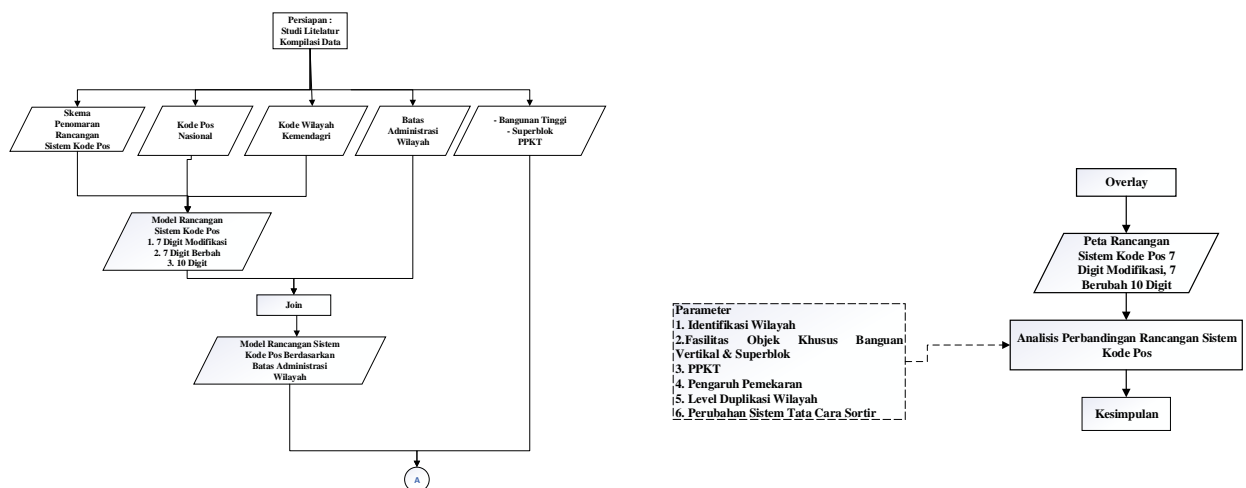 Persiapan :
Studi Litelatur
Kompilasi Data
Skema
Penomaran
Rancangan
Sistem Kode Pos
Kode Pos
Nasional
Kode Wilayah
Kemendagri
Batas
Administrasi
Wilayah
- Bangunan Tinggi
- Superblok
PPKT
Model Rancangan
Sistem Kode Pos
1. 7 Digit Modifikasi
2. 7 Digit Berbah
3. 10 Digit
Join
Model Rancangan Sistem
Kode Pos Berdasarkan
Batas Administrasi
Wilayah
A
Overlay
Peta Rancangan
Sistem Kode Pos 7
Digit Modifikasi, 7
Berubah 10 Digit
Parameter
1. Identifikasi Wilayah
2.Fasilitas Objek Khusus Banguan
Vertikal & Superblok
3. PPKT
4. Pengaruh Pemekaran
5. Level Duplikasi Wilayah
6. Perubahan Sistem Tata Cara Sortir
Analisis Perbandingan Rancangan Sistem
Kode Pos
Kesimpulan